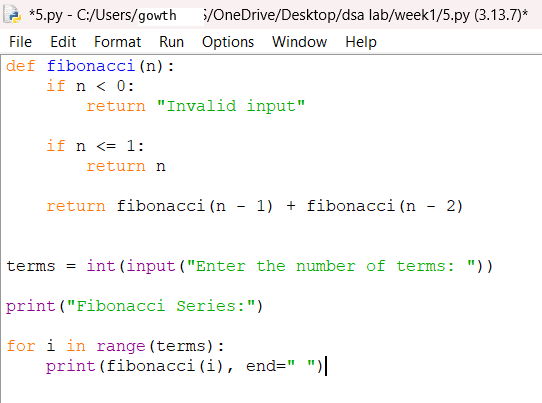 *5.py - C:/Users/gowth S/OneDrive/Desktop/dsa lab/week1/5.py (3.13.7)*
File Edit Format Run Options Window Help
def fibonacci(n):
    if n < 0:
        return "Invalid input"
    if n <= 1:
        return n
    return fibonacci(n - 1) + fibonacci(n - 2)
terms = int(input("Enter the number of terms: "))
print("Fibonacci Series:")
for i in range(terms):
    print(fibonacci(i), end=" ")